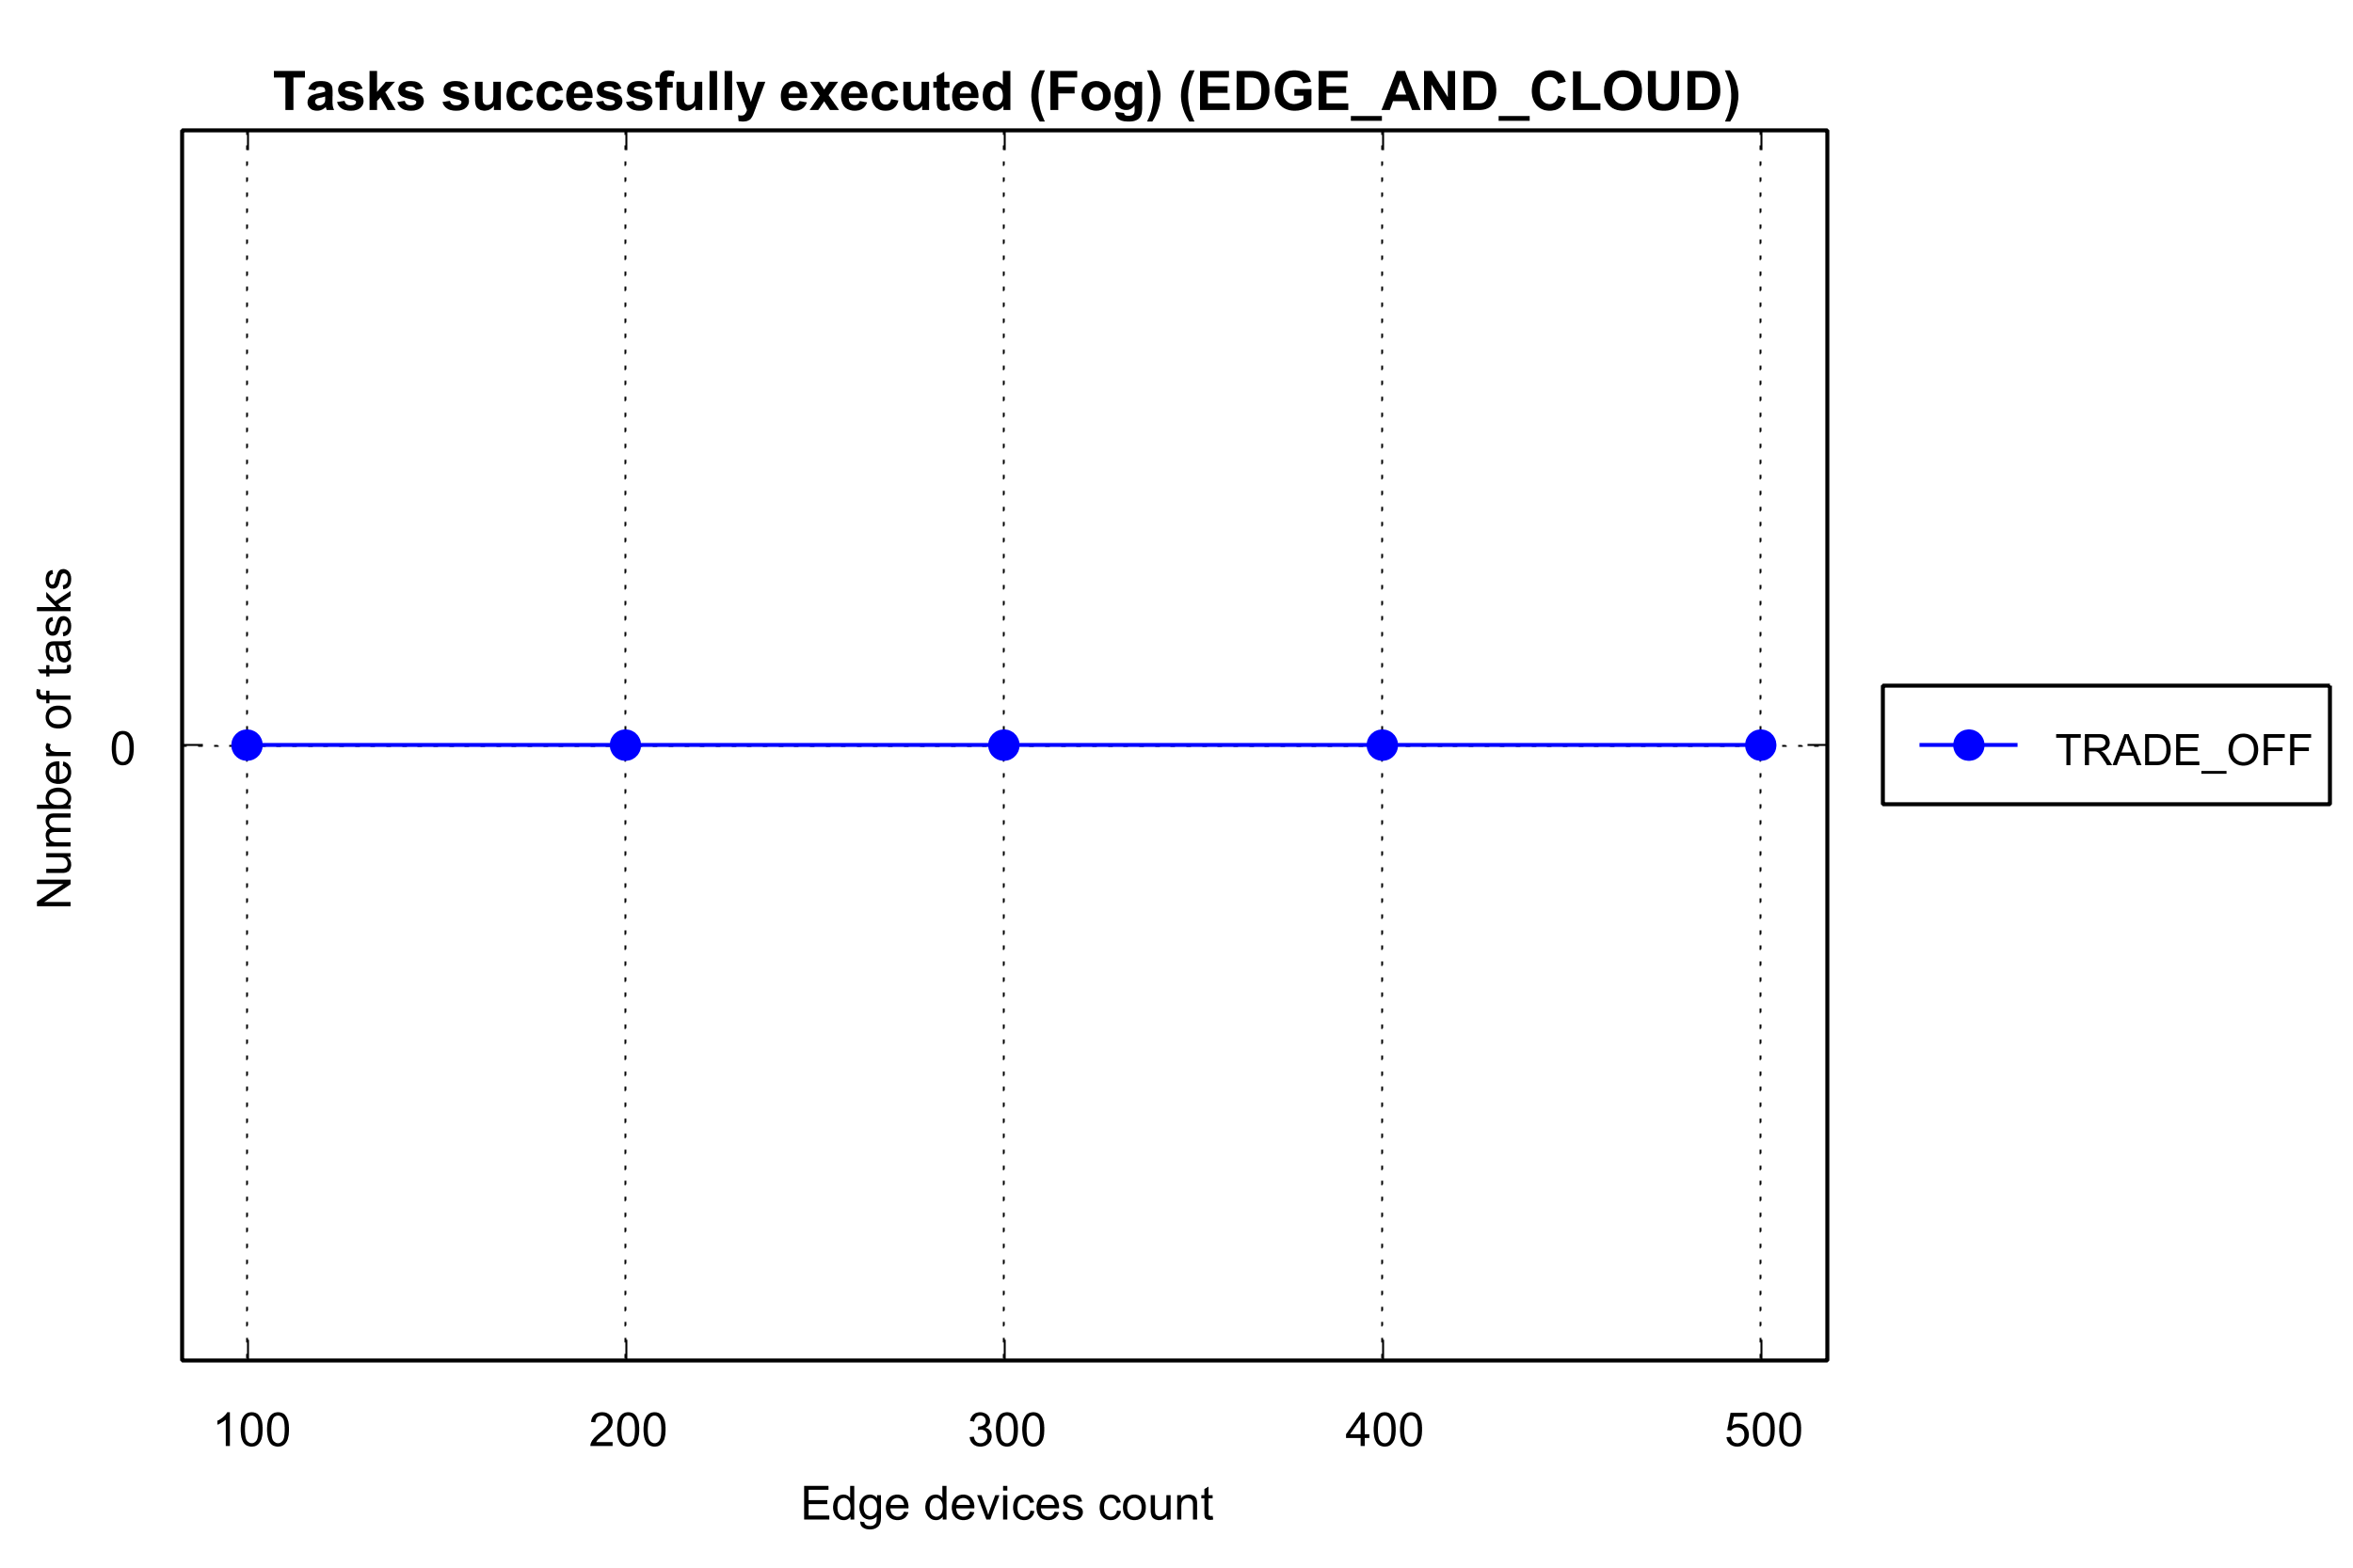 Tasks successfully executed (Fog) (EDGE_AND_CLOUD)
Number of tasks
0
TRADE_OFF
100 200 300 400 500
Edge devices count